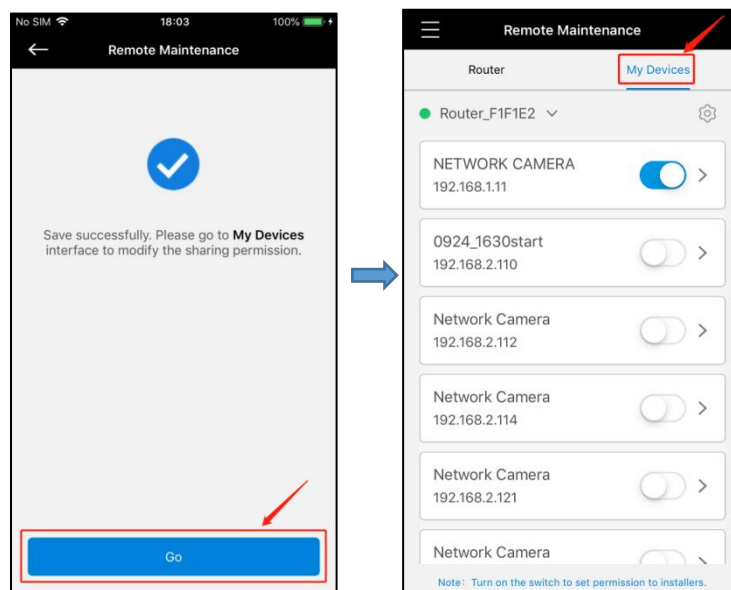 No SIM 18:03 100%
Remote Maintenance
Save successfully. Please go to My Devices
interface to modify the sharing permission.
Go
Remote Maintenance
Router My Devices
Router_F1F1E2
NETWORK CAMERA
192.168.1.11
0924_1630start
192.168.2.110
Network Camera
192.168.2.112
Network Camera
192.168.2.114
Network Camera
192.168.2.121
Network Camera
Note: Turn on the switch to set permission to installers.